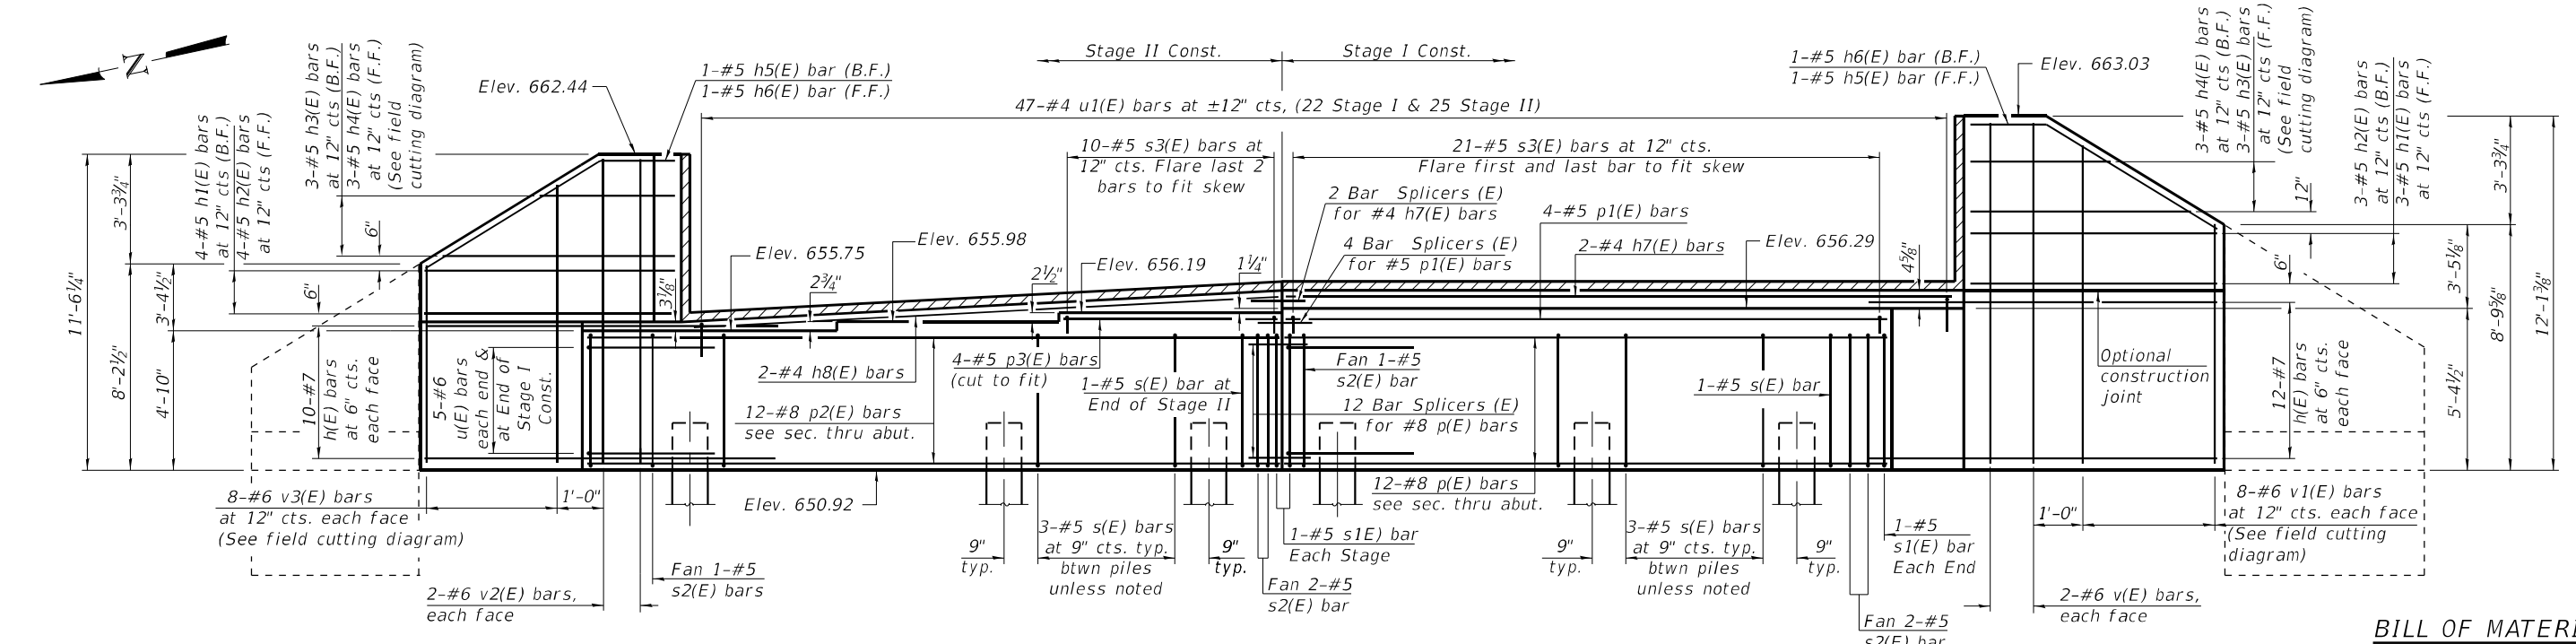 Z
3-#5 h3(E) bars
at 12" cts (B.F.)
3-#5 h4(E) bars
at 12" cts (F.F.)
(See field
cutting diagram)
4-#5 h1(E) bars
at 12" cts (B.F.)
4-#5 h2(E) bars
at 12" cts (F.F.)
Elev. 662.44
1-#5 h5(E) bar (B.F.)
1-#5 h6(E) bar (F.F.)
Stage II Const.
Stage I Const.
47-#4 u1(E) bars at ±12" cts, (22 Stage I & 25 Stage II)
10-#5 s3(E) bars at
12" cts. Flare last 2
bars to fit skew
21-#5 s3(E) bars at 12" cts.
Flare first and last bar to fit skew
2 Bar Splicers (E)
for #4 h7(E) bars
4 Bar Splicers (E)
for #5 p1(E) bars
4-#5 p1(E) bars
2-#4 h7(E) bars
Elev. 656.29
4⅝"
1-#5 h6(E) bar (B.F.)
1-#5 h5(E) bar (F.F.)
Elev. 663.03
3-#5 h4(E) bars
at 12" cts (B.F.)
3-#5 h3(E) bars
at 12" cts (F.F.)
(See field
cutting diagram)
3-#5 h2(E) bars
at 12" cts (B.F.)
3-#5 h1(E) bars
at 12" cts (F.F.)
12"
6"
3'-3¾"
3'-5⅛"
8'-9⅝"
12'-1⅜"
5'-4½"
11'-6¼"
3'-3¾"
8'-2½"
3'-4½"
4'-10"
6"
6"
3⅛"
Elev. 655.75
2¾"
Elev. 655.98
2½"
Elev. 656.19
1¼"
10-#7
h(E) bars
at 6" cts.
each face
5-#6
u(E) bars
each end &
at End of
Stage I
Const.
2-#4 h8(E) bars
12-#8 p2(E) bars
see sec. thru abut.
4-#5 p3(E) bars
(cut to fit)
1-#5 s(E) bar at
End of Stage II
Fan 1-#5
s2(E) bar
12 Bar Splicers (E)
for #8 p(E) bars
1-#5 s(E) bar
Optional
construction
joint
12-#7
h(E) bars
at 6" cts.
each face
8-#6 v3(E) bars
at 12" cts. each face
(See field cutting diagram)
1'-0"
Elev. 650.92
12-#8 p(E) bars
see sec. thru abut.
2-#6 v2(E) bars,
each face
Fan 1-#5
s2(E) bars
9"
typ.
3-#5 s(E) bars
at 9" cts. typ.
btwn piles
unless noted
9"
typ.
1-#5 s1E) bar
Each Stage
Fan 2-#5
s2(E) bar
9"
typ.
3-#5 s(E) bars
at 9" cts. typ.
btwn piles
unless noted
9"
typ.
1-#5
s1(E) bar
Each End
Fan 2-#5
s2(E) bar
1'-0"
8-#6 v1(E) bars
at 12" cts. each face
(See field cutting
diagram)
2-#6 v(E) bars,
each face
BILL OF MATERI